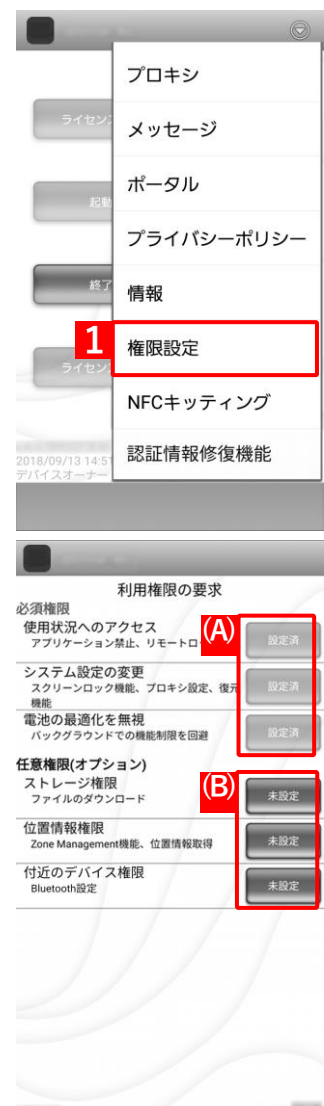 プロキシ
ライセン
メッセージ
起動
ポータル
プライバシーポリシー
終了
情報
1
権限設定
ライセン
NFCキッティング
2018/09/13 14:51
認証情報修復機能
デバイスオーナー
利用権限の要求
必須権限
使用状況へのアクセス
(A)
設定済
アプリケーション禁止、リモートロ
システム設定の変更
設定済
スクリーンロック機能、プロキシ設定、復元
機能
電池の最適化を無視
設定済
バックグラウンドでの機能制限を回避
任意権限(オプション)
ストレージ権限
(B)
未設定
ファイルのダウンロード
位置情報権限
未設定
Zone Management機能、位置情報取得
付近のデバイス権限
未設定
Bluetooth設定